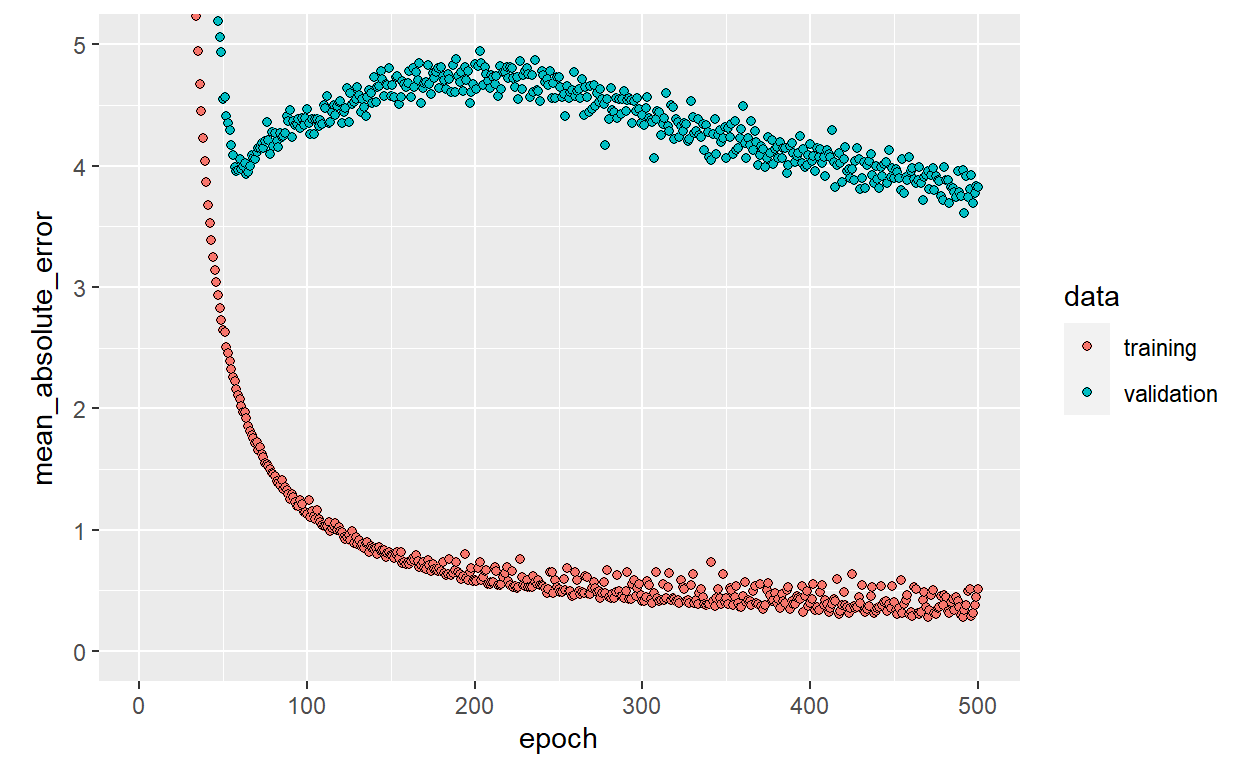 5
4
3
2
1
0
mean_absolute_error
0 100 200 300 400 500
epoch
data
training
validation